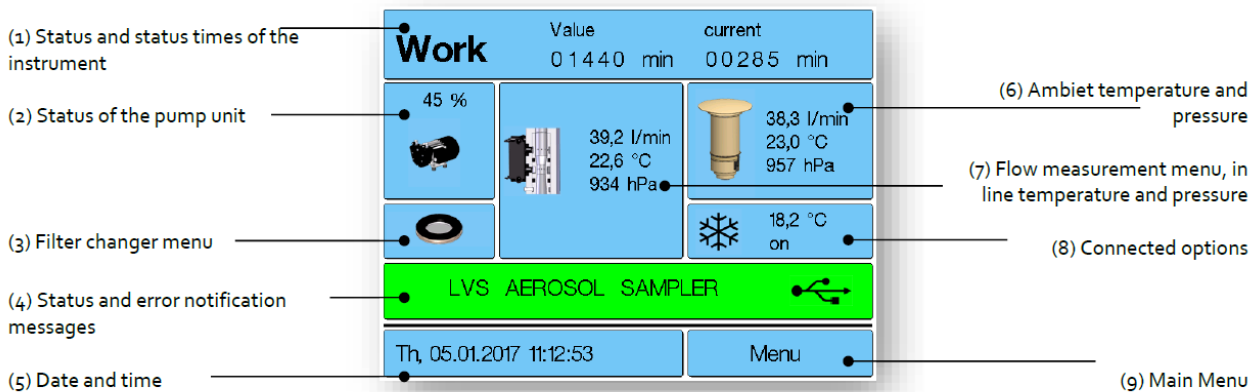 (1) Status and status times of the
instrument
(2) Status of the pump unit
(3) Filter changer menu
(4) Status and error notification
messages
(5) Date and time
Work
Value
01440 min
current
00285 min
45 %
39,2 l/min
22,6 °C
934 hPa
38,3 l/min
23,0 °C
957 hPa
18,2 °C
on
LVS AEROSOL SAMPLER
Th, 05.01.2017 11:12:53
Menu
(6) Ambiet temperature and
pressure
(7) Flow measurement menu, in
line temperature and pressure
(8) Connected options
(9) Main Menu